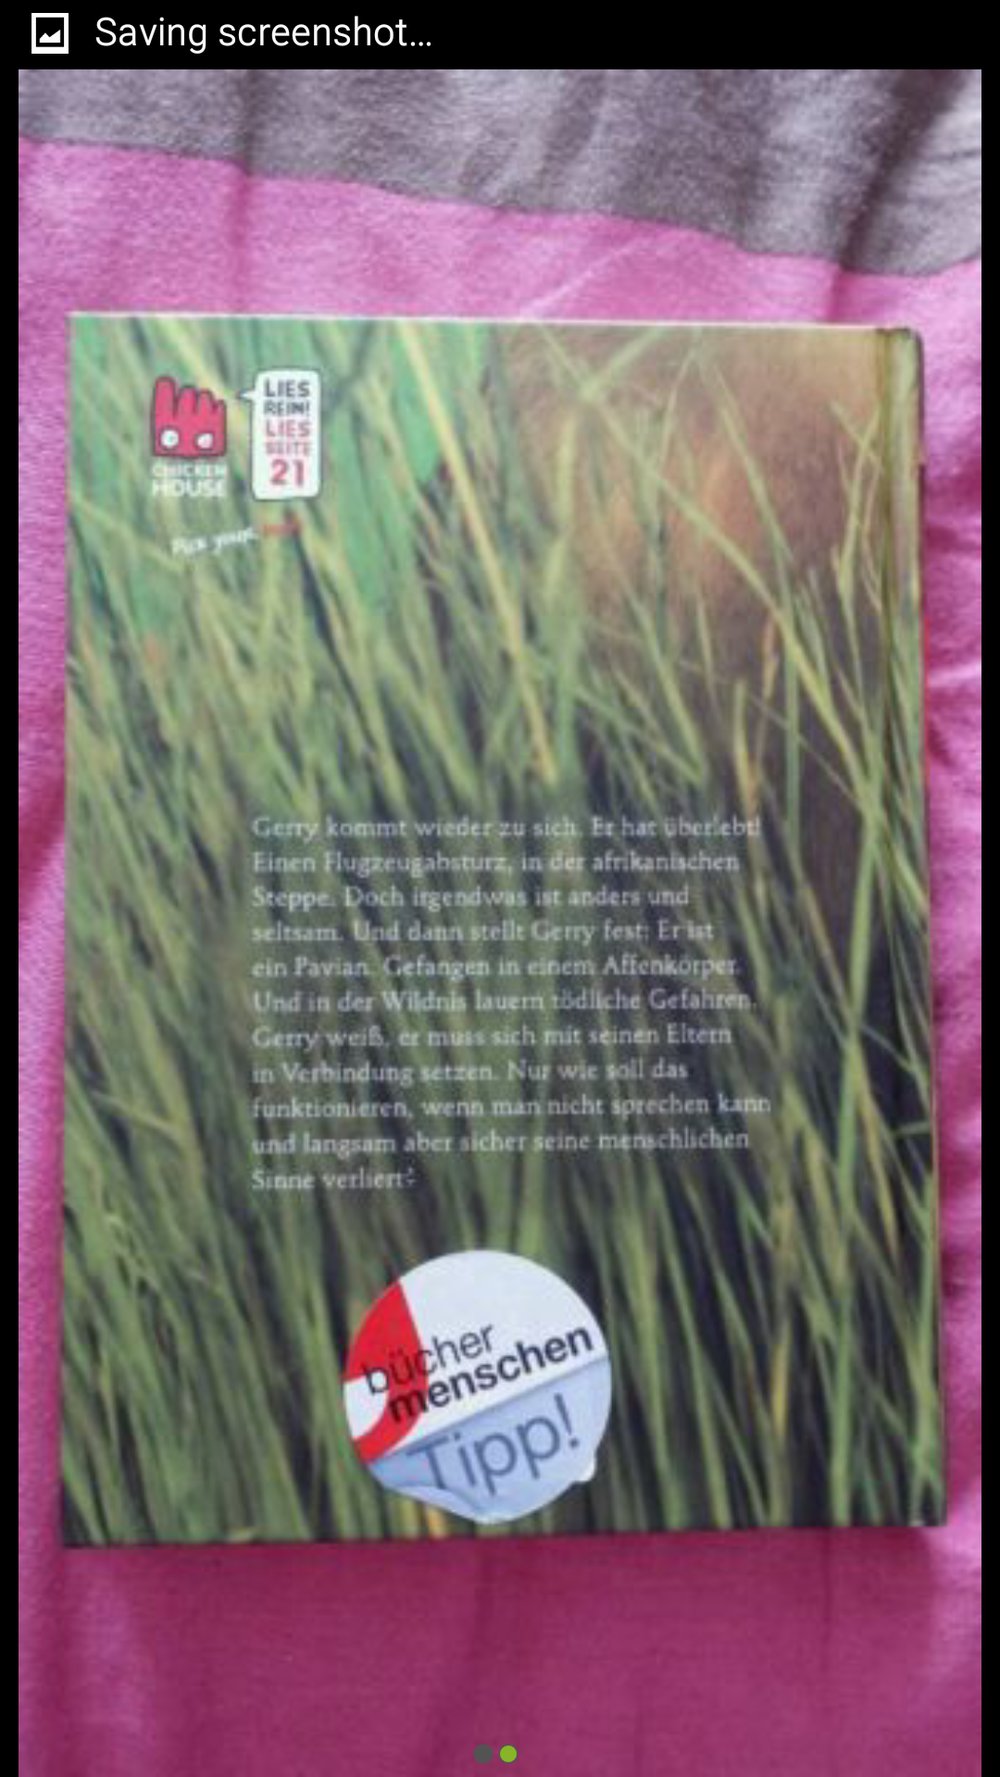 Saving screenshot...
LIES
REIN!
LIES
SEITE
21
CHICKEN
HOUSE
Pick your
Gerry kommt wieder zu sich. Er hat überlebt!
Einen Flugzeugabsturz, in der afrikanischen
Steppe. Doch irgendwas ist anders und
seltsam. Und dann stellt Gerry fest: Er ist
ein Pavian. Gefangen in einem Affenkörper.
Und in der Wildnis lauern tödliche Gefahren.
Gerry weiß, er muss sich mit seinen Eltern
in Verbindung setzen. Nur wie soll das
funktionieren, wenn man nicht sprechen kann
und langsam aber sicher seine menschlichen
Sinne verliert?
bücher
menschen
Tipp!